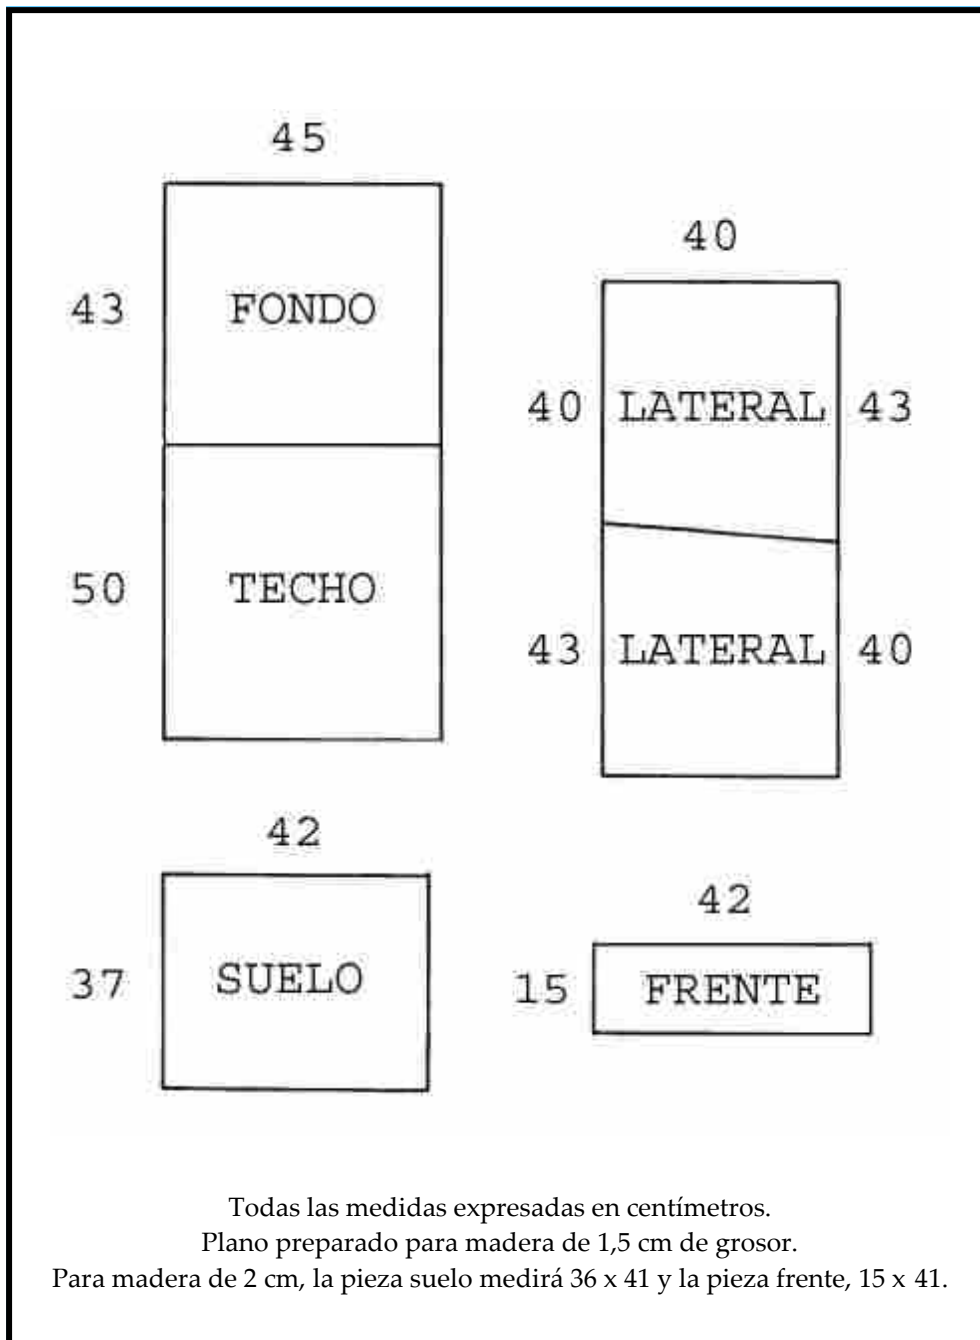 45
43 FONDO
50 TECHO
40
40 LATERAL 43
43 LATERAL 40
42
37 SUELO
42
15 FRENTE
Todas las medidas expresadas en centímetros.
Plano preparado para madera de 1,5 cm de grosor.
Para madera de 2 cm, la pieza suelo medirá 36 x 41 y la pieza frente, 15 x 41.